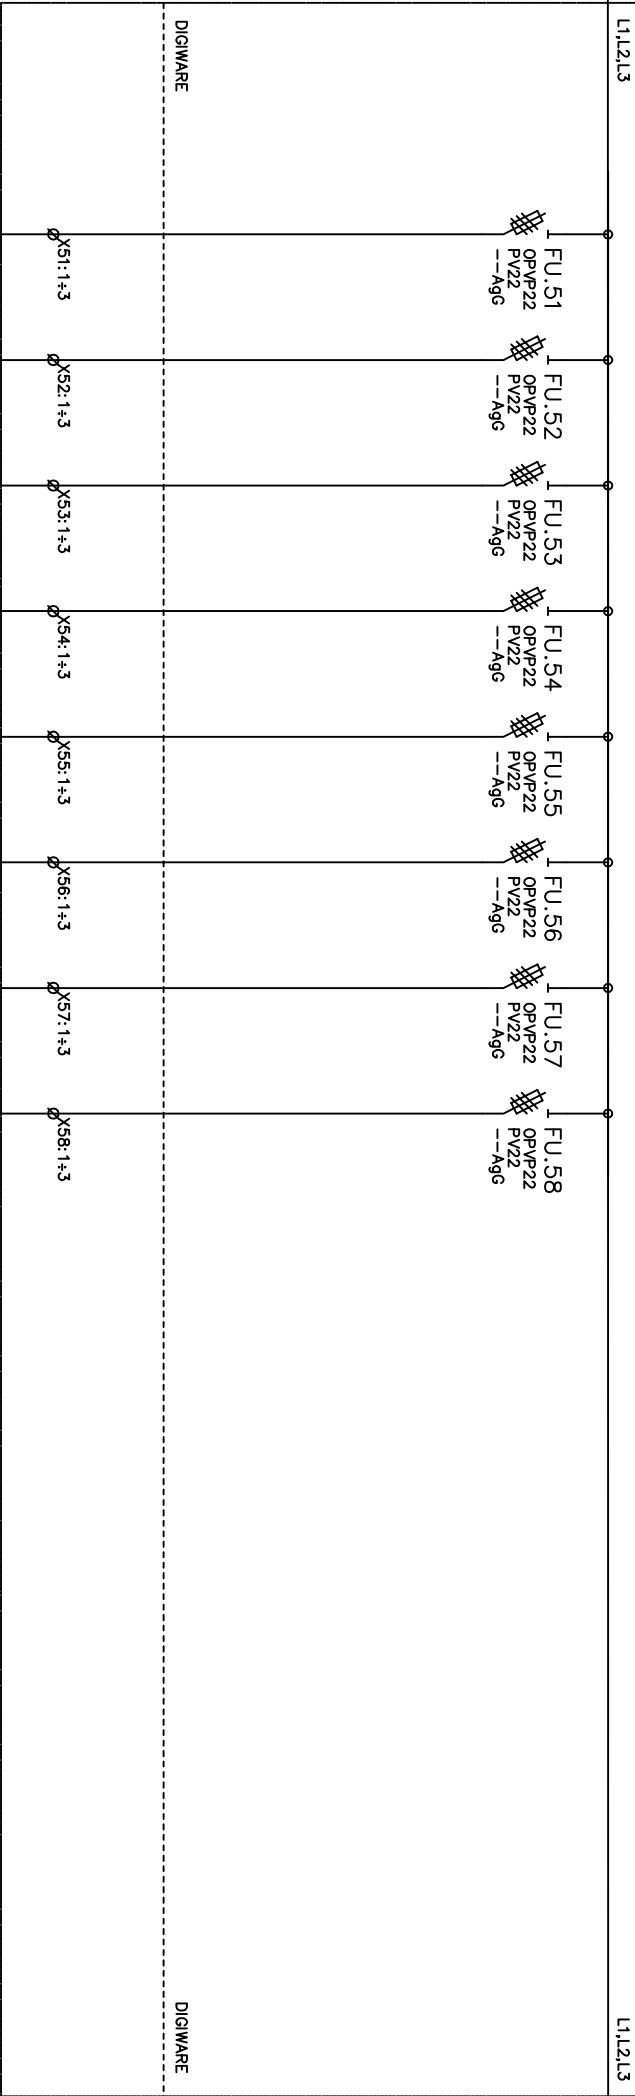 L1,L2,L3
L1,L2,L3
FU.51
OPVP22
PV22
--AgG
FU.52
OPVP22
PV22
--AgG
FU.53
OPVP22
PV22
--AgG
FU.54
OPVP22
PV22
--AgG
FU.55
OPVP22
PV22
--AgG
FU.56
OPVP22
PV22
--AgG
FU.57
OPVP22
PV22
--AgG
FU.58
OPVP22
PV22
--AgG
DIGIWARE
DIGIWARE
X51:1÷3
X52:1÷3
X53:1÷3
X54:1÷3
X55:1÷3
X56:1÷3
X57:1÷3
X58:1÷3